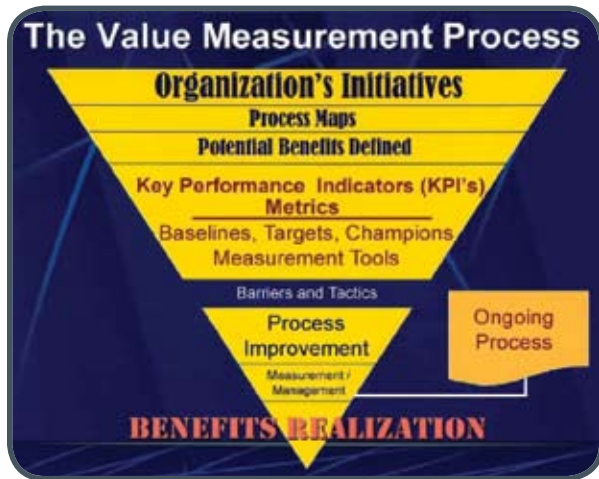 The Value Measurement Process
Organization's Initiatives
Process Maps
Potential Benefits Defined
Key Performance Indicators (KPI's)
Metrics
Baselines, Targets, Champions
Measurement Tools
Barriers and Tactics
Process
Improvement
Measurement /
Management
Ongoing
Process
BENEFITS REALIZATION